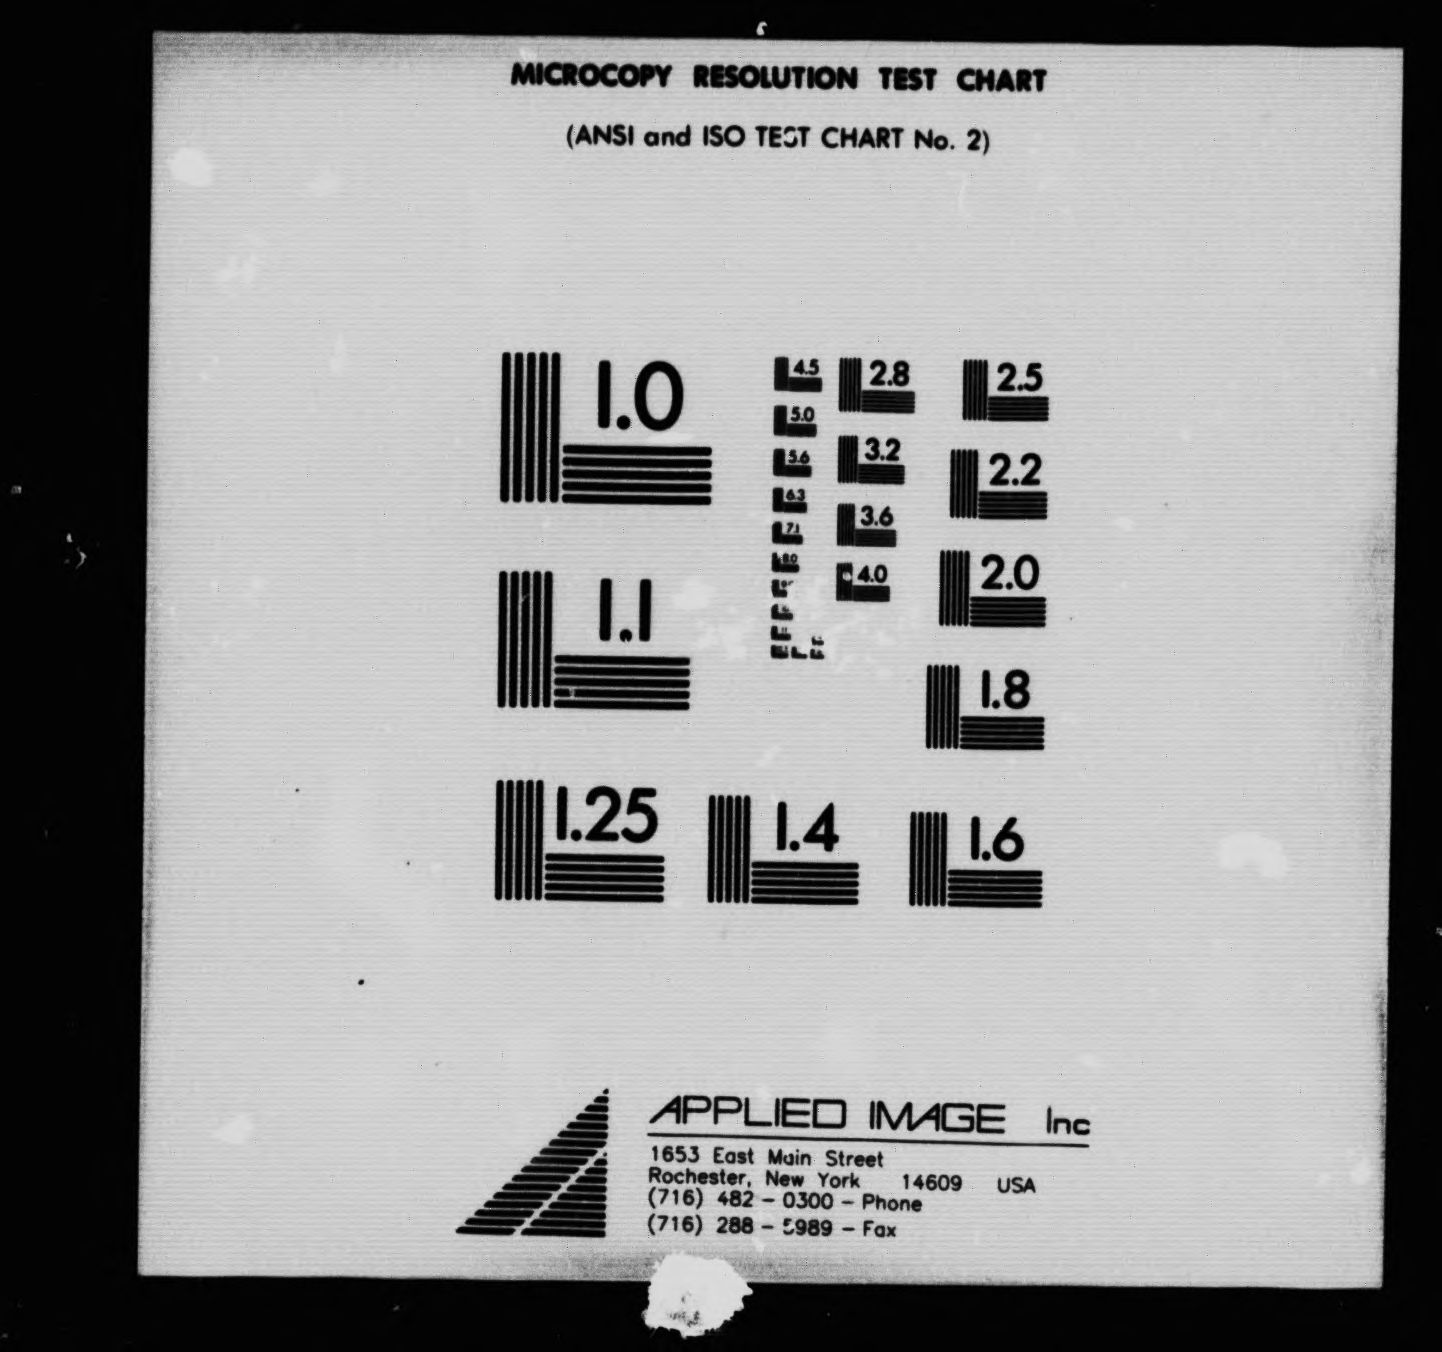 MICROCOPY RESOLUTION TEST CHART
(ANSI and ISO TEST CHART No. 2)
1.0
1.1
1.25
1.4
1.6
1.8
2.0
2.2
2.5
2.8
3.2
3.6
4.0
4.5
5.0
5.6
6.3
7.1
8.0
APPLIED IMAGE Inc
1653 East Main Street
Rochester, New York 14609 USA
(716) 482 - 0300 - Phone
(716) 288 - 5989 - Fax